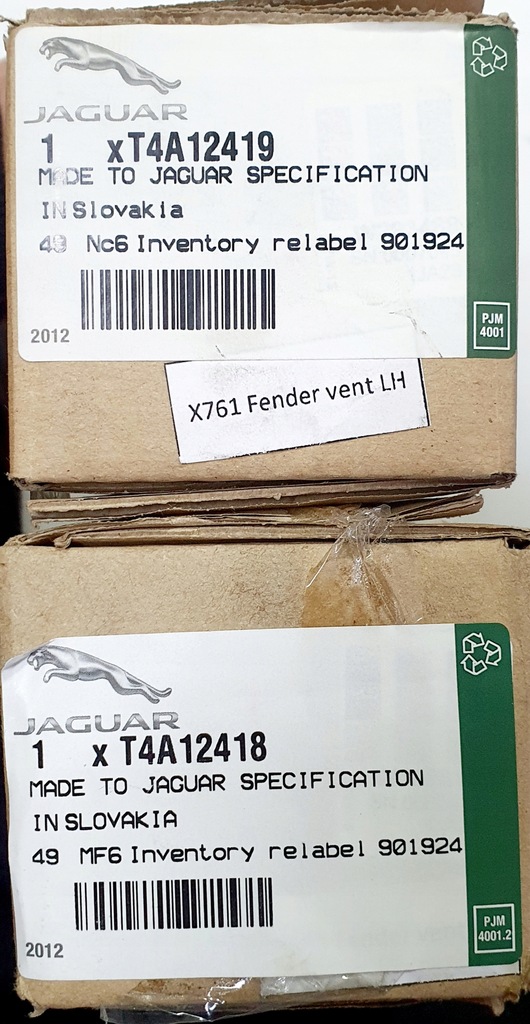 JAGUAR
1 xT4A12419
MADE TO JAGUAR SPECIFICATION
IN Slovakia
49 Nc6 Inventory relabel 901924
2012
PJM
4001
X761 Fender vent LH
JAGUAR
1 x T4A12418
MADE TO JAGUAR SPECIFICATION
IN SLOVAKIA
49 MF6 Inventory relabel 901924
2012
PJM
4001.2